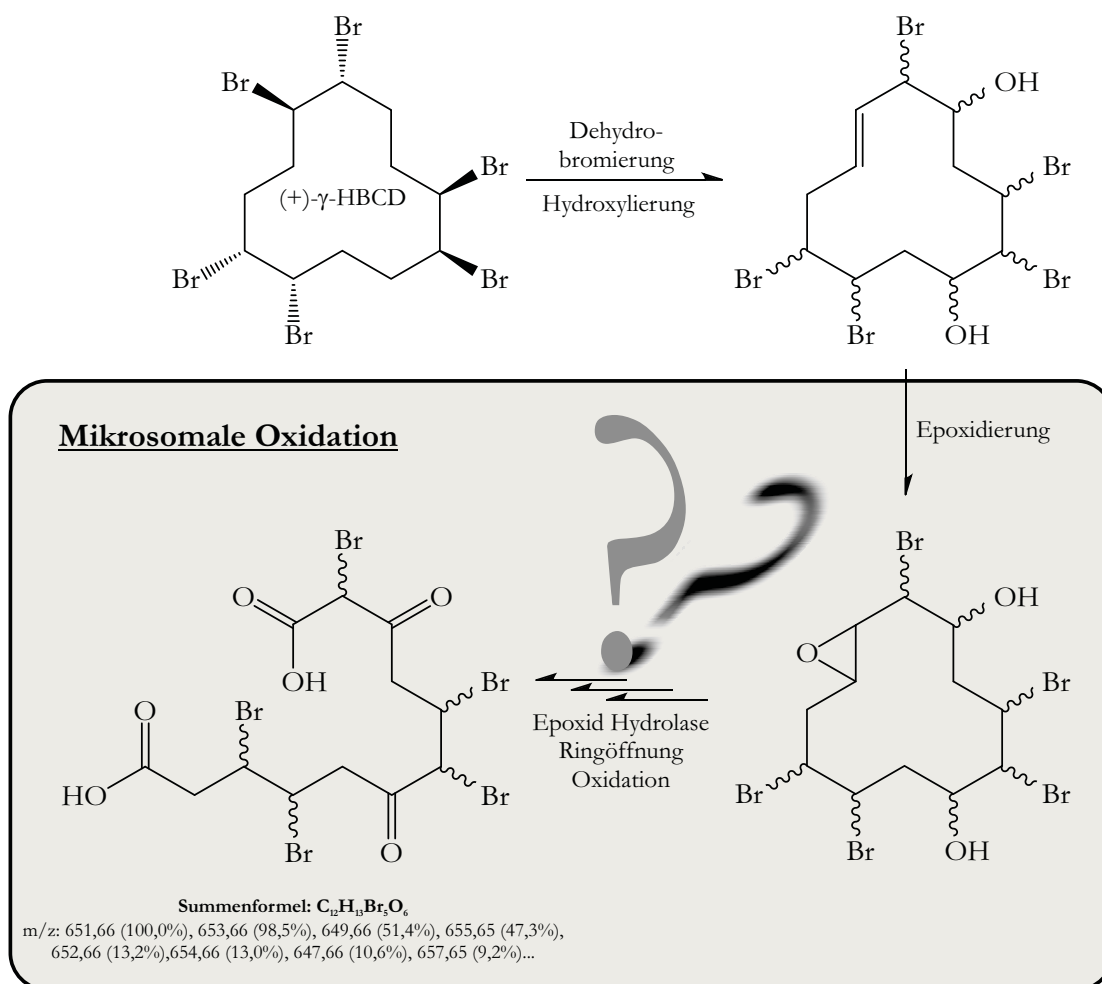 Br
Br
(+)-γ-HBCD
Br
Br
Br
Br
Dehydro-
bromierung
Hydroxylierung
Br
OH
Br
Br
OH
Br
Br
Epoxidierung
Mikrosomale Oxidation
Br
O
O
OH
Br
Br
O
Br
Br
HO
O
Epoxid Hydrolase
Ringöffnung
Oxidation
Br
OH
O
Br
Br
OH
Br
Br
Summenformel: C₁₂H₁₃Br₅O₆
m/z: 651,66 (100,0%), 653,66 (98,5%), 649,66 (51,4%), 655,65 (47,3%),
652,66 (13,2%),654,66 (13,0%), 647,66 (10,6%), 657,65 (9,2%)...